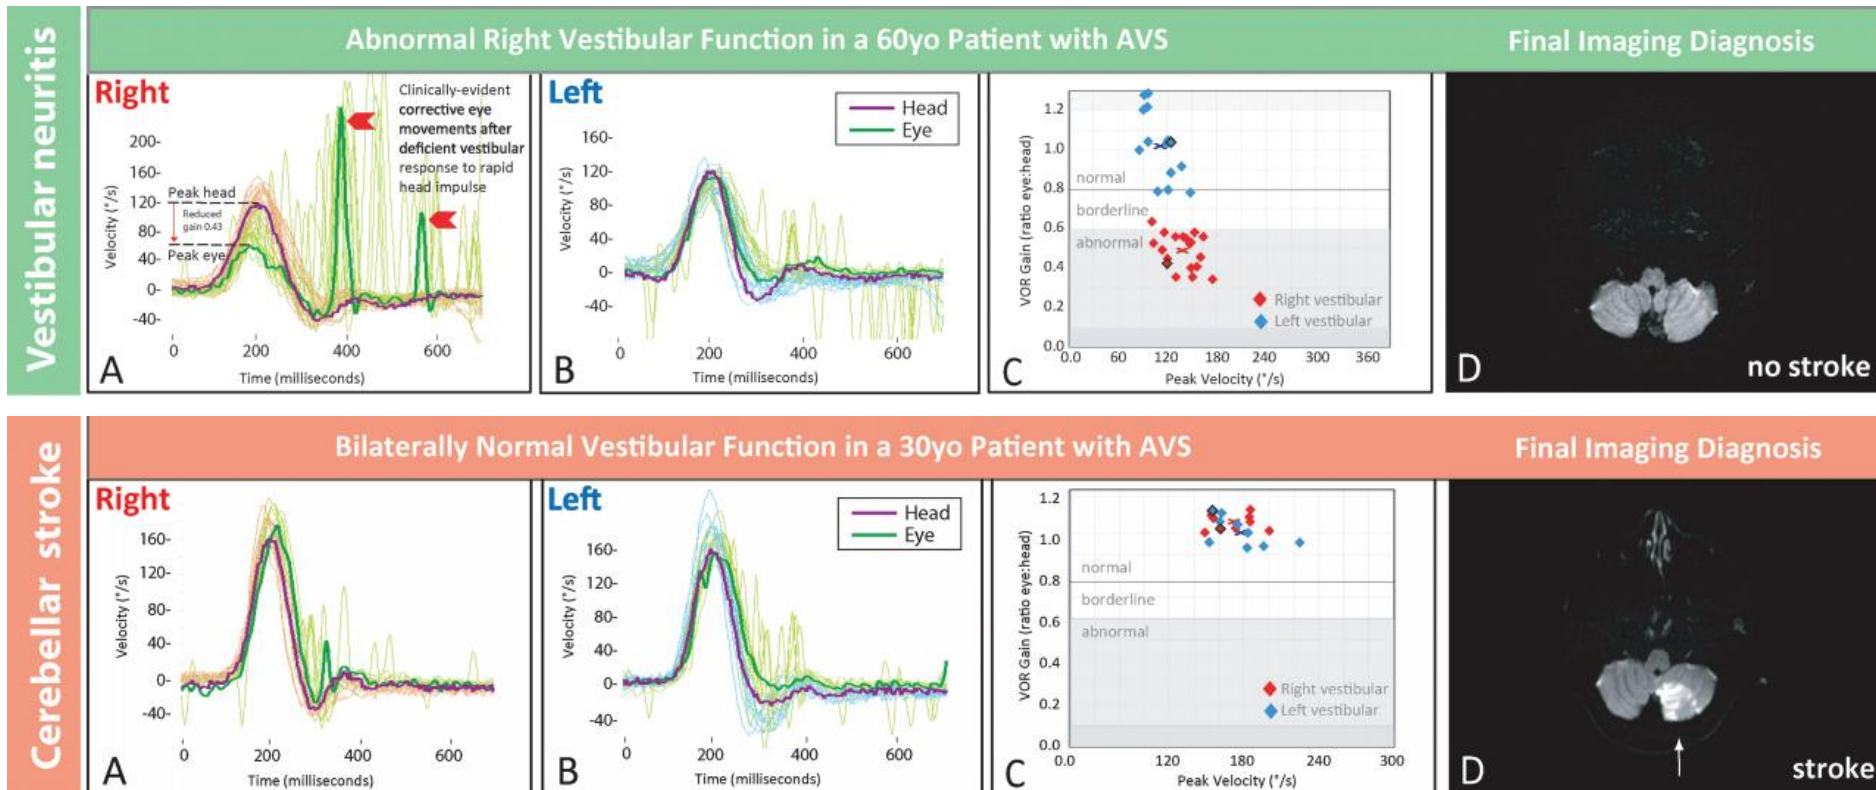 Vestibular neuritis
Abnormal Right Vestibular Function in a 60yo Patient with AVS
Final Imaging Diagnosis
Right
Clinically-evident
corrective eye
movements after
deficient vestibular
response to rapid
head impulse
200-
160-
120-
80-
40-
0-
-40-
Velocity (°/s)
Peak head
Reduced
gain 0.43
Peak eye
0 200 400 600
Time (milliseconds)
A
Left
Head
Eye
160-
120-
80-
40-
0-
-40-
Velocity (°/s)
0 200 400 600
Time (milliseconds)
B
VOR Gain (ratio eye:head)
1.2
1.0
0.8
0.6
0.4
0.2
0.0
normal
borderline
abnormal
Right vestibular
Left vestibular
0.0 60 120 180 240 300 360
Peak Velocity (°/s)
C
D
no stroke
Cerebellar stroke
Bilaterally Normal Vestibular Function in a 30yo Patient with AVS
Final Imaging Diagnosis
Right
160-
120-
80-
40-
0-
-40-
Velocity (°/s)
0 200 400 600
Time (milliseconds)
A
Left
Head
Eye
160-
120-
80-
40-
0-
-40-
Velocity (°/s)
0 200 400 600
Time (milliseconds)
B
VOR Gain (ratio eye:head)
1.2
1.0
0.8
0.6
0.4
0.2
0.0
normal
borderline
abnormal
Right vestibular
Left vestibular
0.0 120 180 240 300
Peak Velocity (°/s)
C
D
stroke